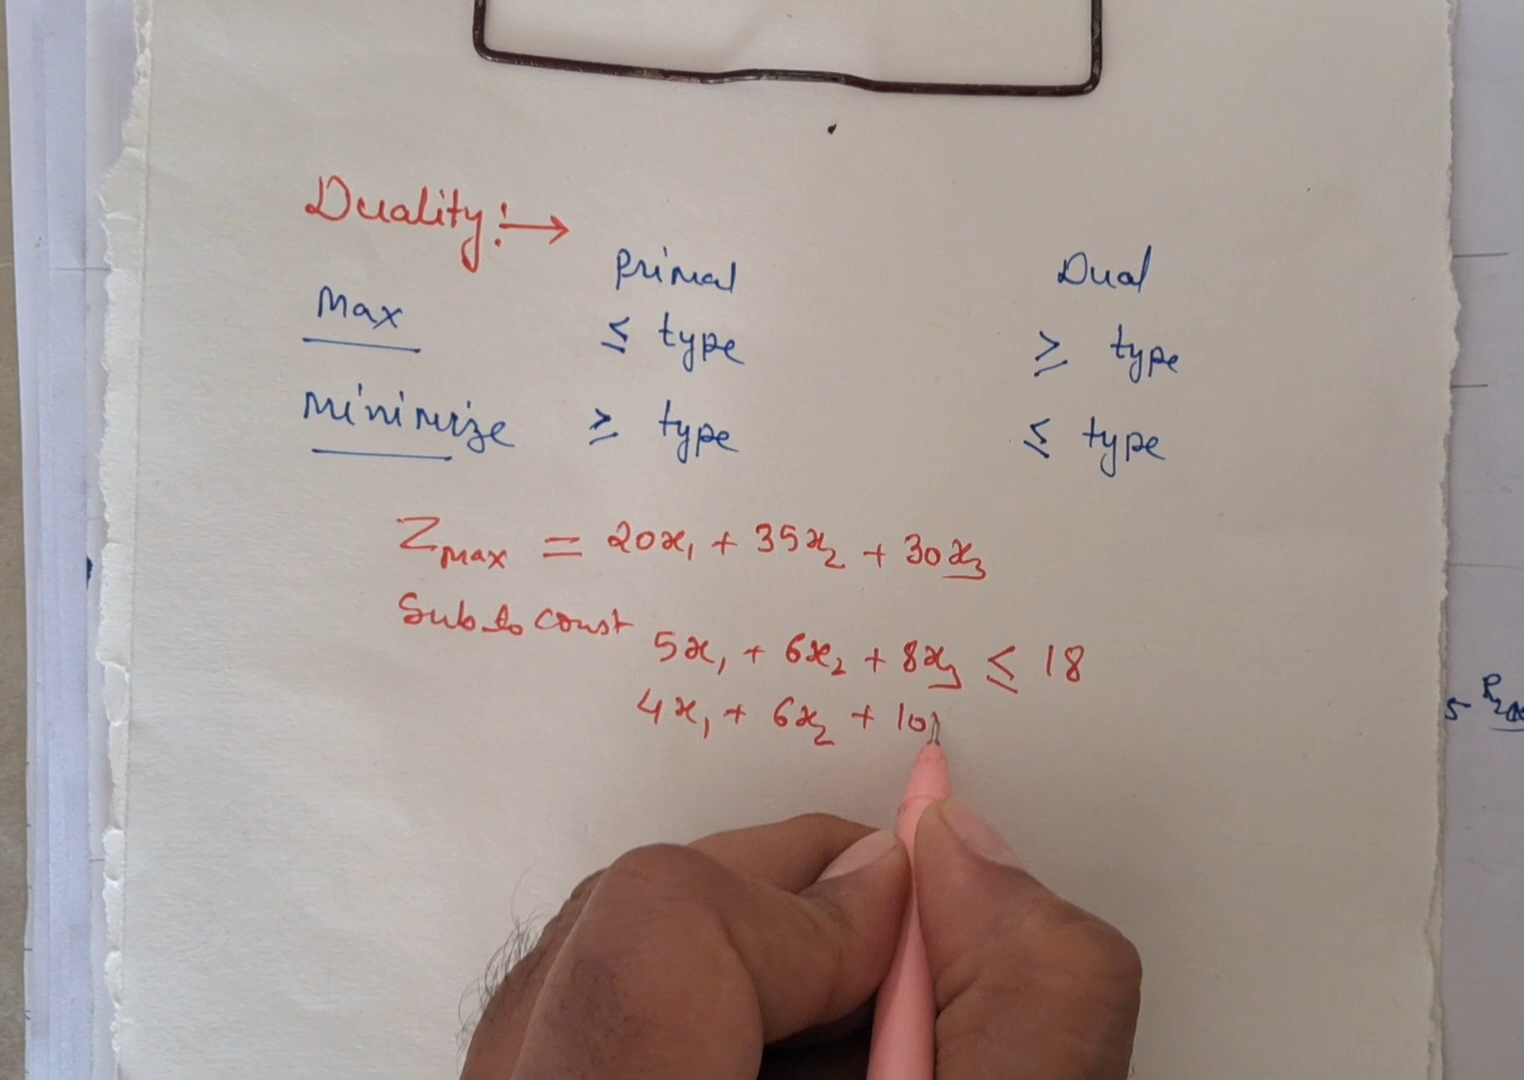 Duality:→
Primal Dual
Max ≤ type ≥ type
Minimize ≥ type ≤ type
Zmax = 20x₁ + 35x₂ + 30x₃
Sub to const
5x₁ + 6x₂ + 8x₃ ≤ 18
4x₁ + 6x₂ + 10